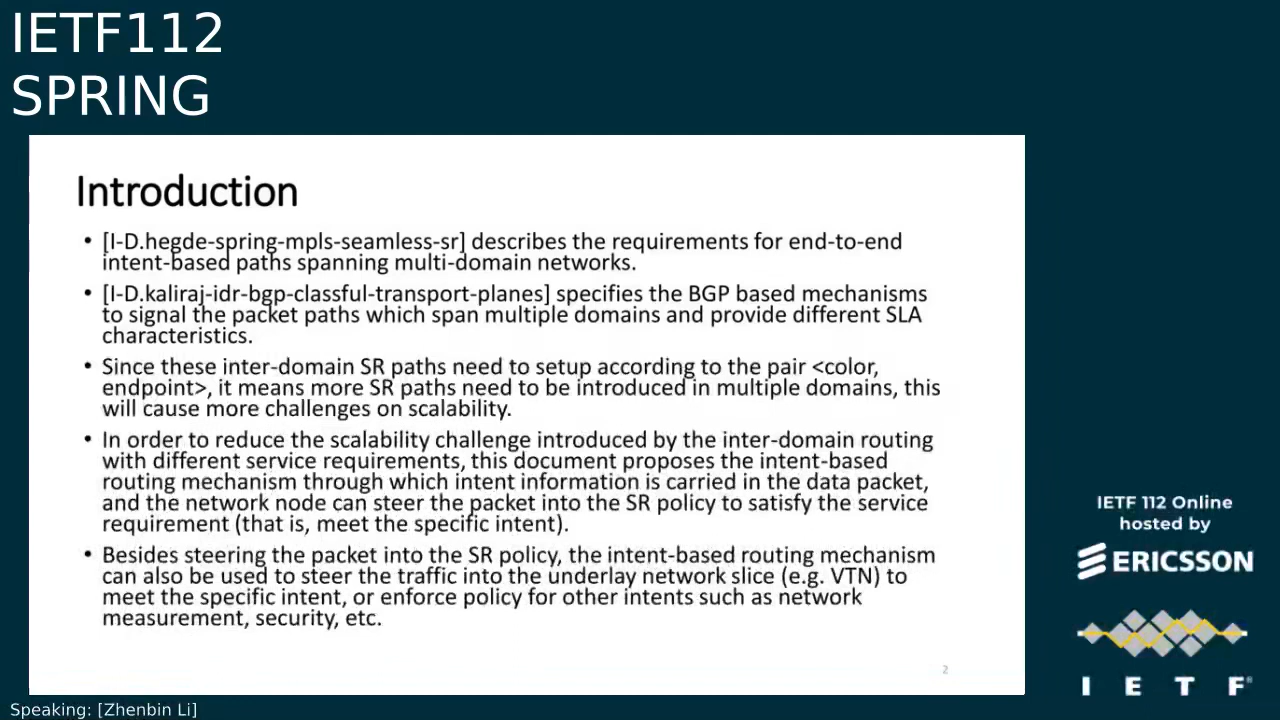 IETF112
SPRING
Introduction
• [I-D.hegde-spring-mpls-seamless-sr] describes the requirements for end-to-end
intent-based paths spanning multi-domain networks.
• [I-D.kaliraj-idr-bgp-classful-transport-planes] specifies the BGP based mechanisms
to signal the packet paths which span multiple domains and provide different SLA
characteristics.
• Since these inter-domain SR paths need to setup according to the pair <color,
endpoint>, it means more SR paths need to be introduced in multiple domains, this
will cause more challenges on scalability.
• In order to reduce the scalability challenge introduced by the inter-domain routing
with different service requirements, this document proposes the intent-based
routing mechanism through which intent information is carried in the data packet,
and the network node can steer the packet into the SR policy to satisfy the service
requirement (that is, meet the specific intent).
• Besides steering the packet into the SR policy, the intent-based routing mechanism
can also be used to steer the traffic into the underlay network slice (e.g. VTN) to
meet the specific intent, or enforce policy for other intents such as network
measurement, security, etc.
2
IETF 112 Online
hosted by
ERICSSON
I E T F®
Speaking: [Zhenbin Li]